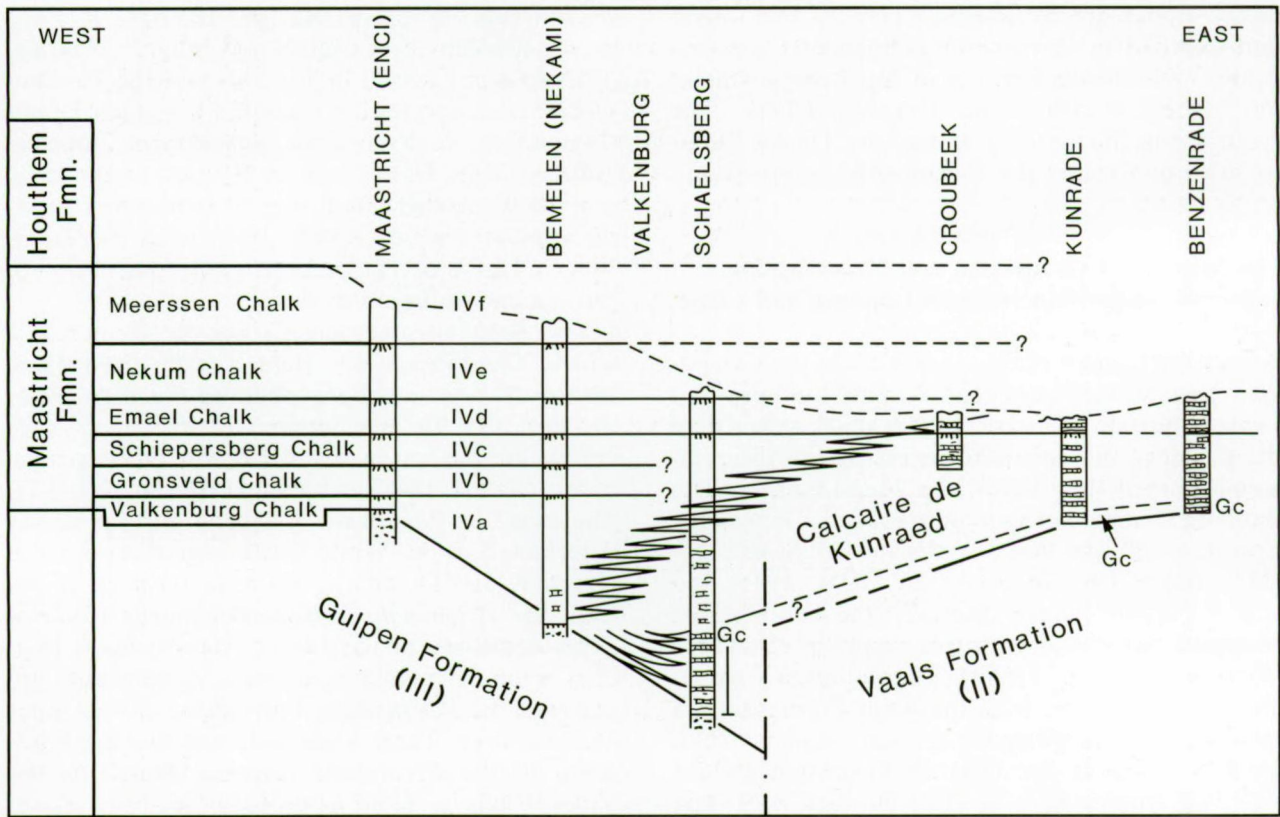 WEST
EAST
MAASTRICHT (ENCI)
BEMELEN (NEKAMI)
VALKENBURG
SCHAELSBERG
CROUBEEK
KUNRADE
BENZENRADE
Houthem
Fmn.
Maastricht
Fmn.
?
Meerssen Chalk IVf
?
Nekum Chalk IVe
?
Emael Chalk IVd
Schiepersberg Chalk IVc
?
Gronsveld Chalk IVb
?
Valkenburg Chalk IVa
Calcaire de
Kunraed
Gc
Gc
?
Gc
Gulpen Formation
(III)
Vaals Formation
(II)